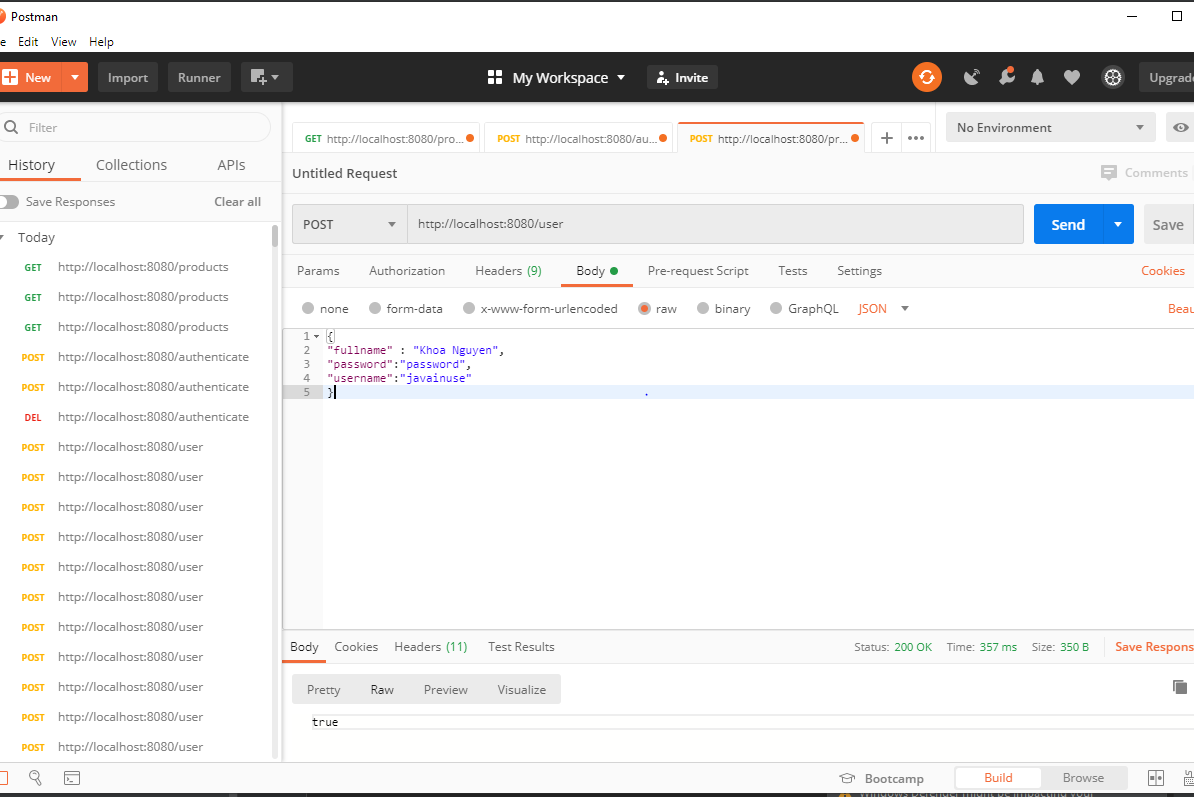 Postman
Edit View Help
New Import Runner My Workspace Invite
Filter
History Collections APIs
Save Responses Clear all
Today
GET http://localhost:8080/products
GET http://localhost:8080/products
GET http://localhost:8080/products
POST http://localhost:8080/authenticate
POST http://localhost:8080/authenticate
DEL http://localhost:8080/authenticate
POST http://localhost:8080/user
POST http://localhost:8080/user
POST http://localhost:8080/user
POST http://localhost:8080/user
POST http://localhost:8080/user
POST http://localhost:8080/user
POST http://localhost:8080/user
POST http://localhost:8080/user
POST http://localhost:8080/user
POST http://localhost:8080/user
POST http://localhost:8080/user
GET http://localhost:8080/pro... POST http://localhost:8080/au... POST http://localhost:8080/pr... No Environment
Untitled Request Comments
POST http://localhost:8080/user Send Save
Params Authorization Headers (9) Body Pre-request Script Tests Settings Cookies
none form-data x-www-form-urlencoded raw binary GraphQL JSON
1 {
2 "fullname" : "Khoa Nguyen",
3 "password":"password",
4 "username":"javainuse"
5 }
Body Cookies Headers (11) Test Results Status: 200 OK Time: 357 ms Size: 350 B Save Respons
Pretty Raw Preview Visualize
true
Bootcamp Build Browse